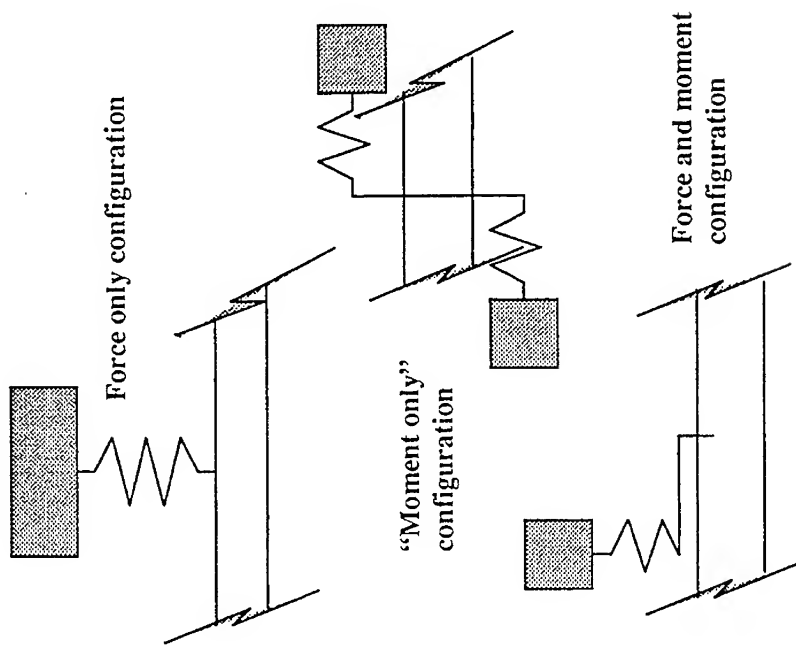 Force only configuration
“Moment only”
configuration
Force and moment
configuration